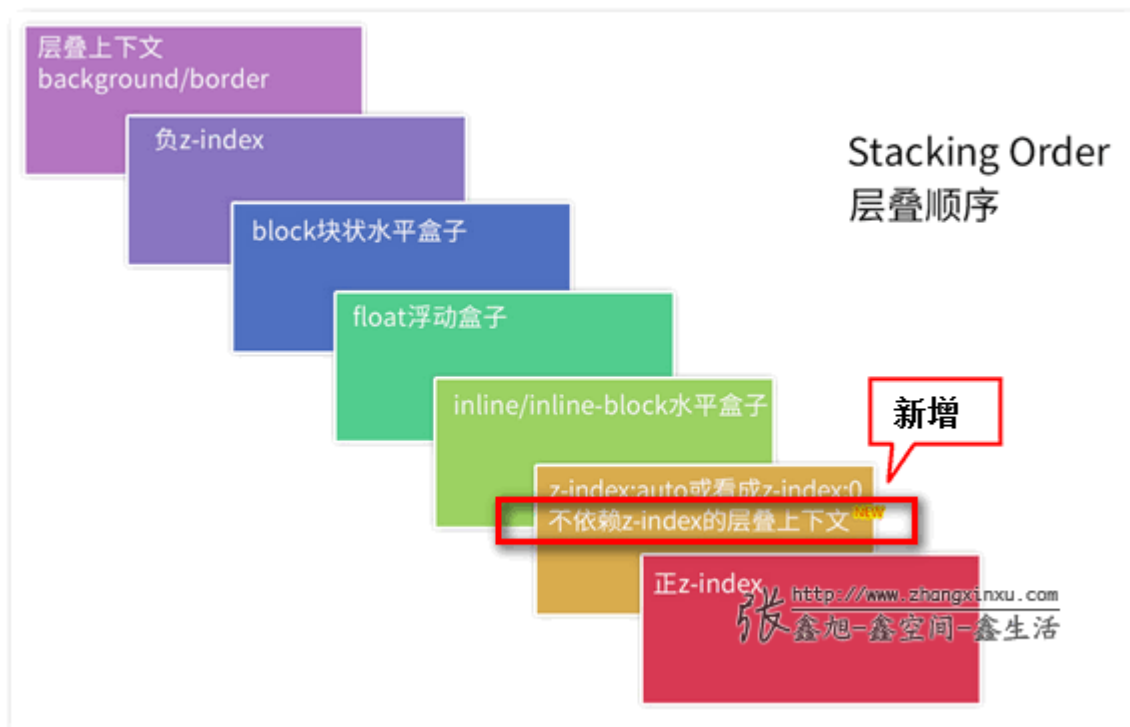 层叠上下文
background/border
负z-index
Stacking Order
层叠顺序
block块状水平盒子
float浮动盒子
inline/inline-block水平盒子
新增
z-index:auto或看成z-index:0
不依赖z-index的层叠上下文 NEW
正z-index
http://www.zhangxinxu.com
张鑫旭-鑫空间-鑫生活